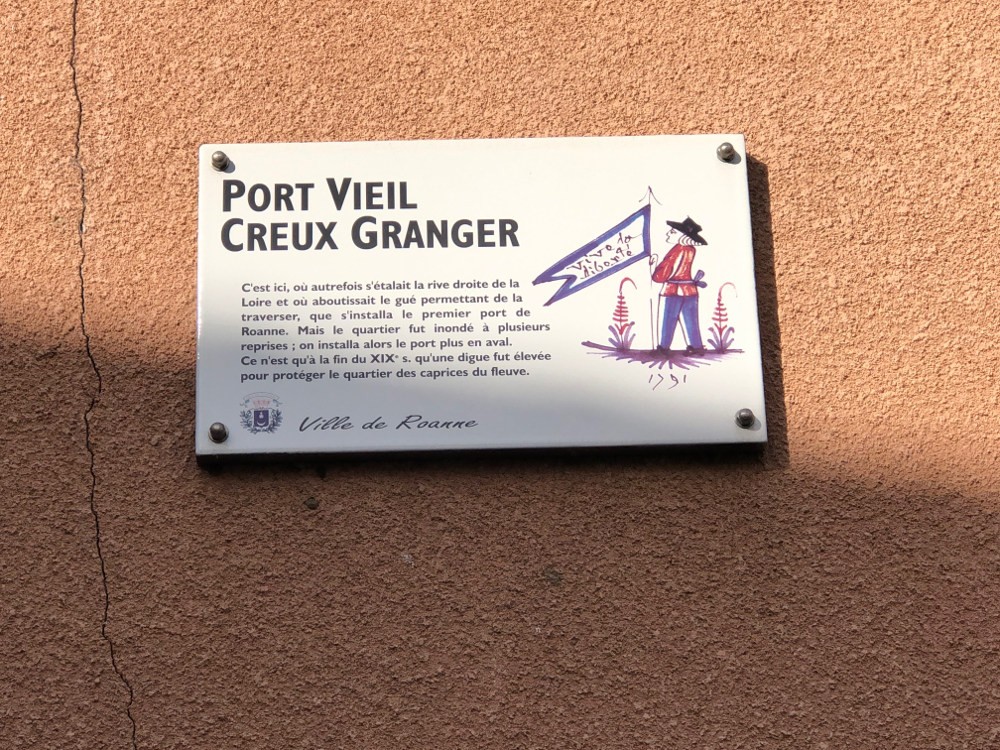 PORT VIEIL
CREUX GRANGER
C'est ici, où autrefois s'étalait la rive droite de la
Loire et où aboutissait le gué permettant de la
traverser, que s'installa le premier port de
Roanne. Mais le quartier fut inondé à plusieurs
reprises ; on installa alors le port plus en aval.
Ce n'est qu'à la fin du XIXe s. qu'une digue fut élevée
pour protéger le quartier des caprices du fleuve.
Vive la
liberté
1791
Ville de Roanne